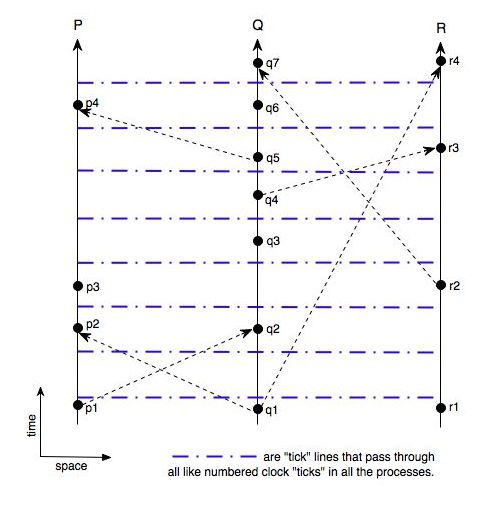 P Q R
q7 r4
p4 q6
q5 r3
q4
q3
p3 r2
p2 q2
p1 q1 r1
time
space
are "tick" lines that pass through
all like numbered clock "ticks" in all the processes.